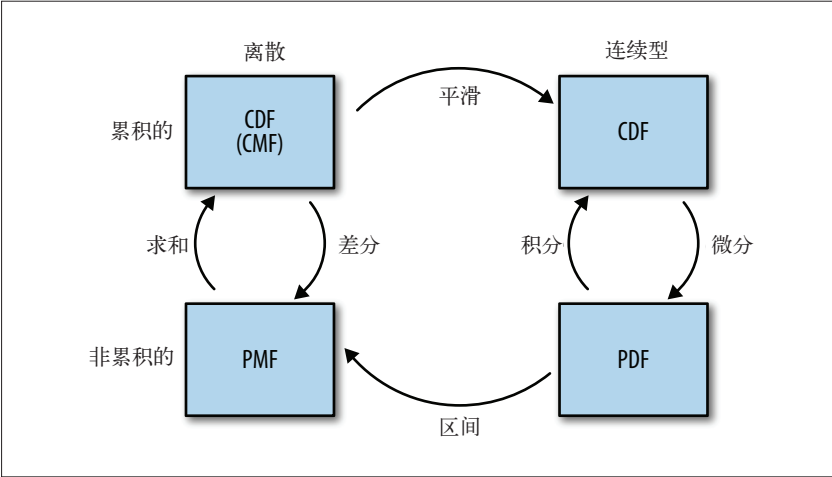 离散
连续型
平滑
累积的
CDF
(CMF)
CDF
求和
差分
积分
微分
非累积的
PMF
PDF
区间